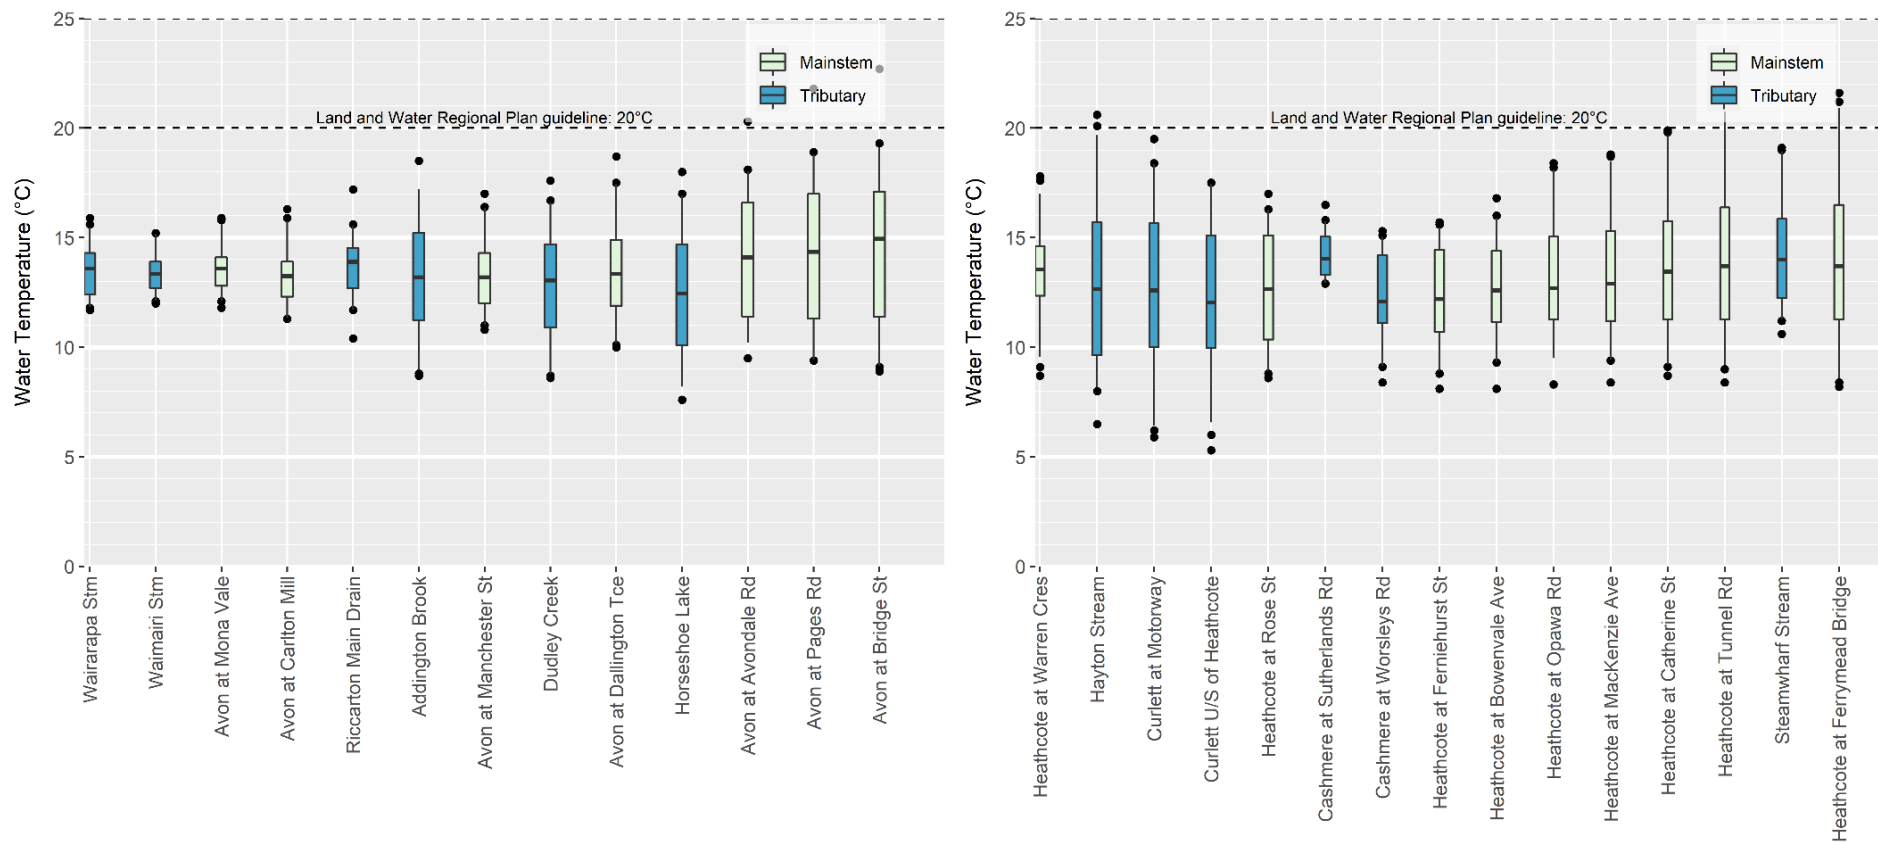 25
20
15
10
5
0
Water Temperature (°C)
Land and Water Regional Plan guideline: 20°C
Mainstem
Tributary
Wairarapa Stm
Waimairi Stm
Avon at Mona Vale
Avon at Carlton Mill
Riccarton Main Drain
Addington Brook
Avon at Manchester St
Dudley Creek
Avon at Dallington Tce
Horseshoe Lake
Avon at Avondale Rd
Avon at Pages Rd
Avon at Bridge St
25
20
15
10
5
0
Water Temperature (°C)
Land and Water Regional Plan guideline: 20°C
Mainstem
Tributary
Heathcote at Warren Cres
Hayton Stream
Curlett at Motorway
Curlett U/S of Heathcote
Heathcote at Rose St
Cashmere at Sutherlands Rd
Cashmere at Worsleys Rd
Heathcote at Ferniehurst St
Heathcote at Bowenvale Ave
Heathcote at Opawa Rd
Heathcote at MacKenzie Ave
Heathcote at Catherine St
Heathcote at Tunnel Rd
Steamwharf Stream
Heathcote at Ferrymead Bridge